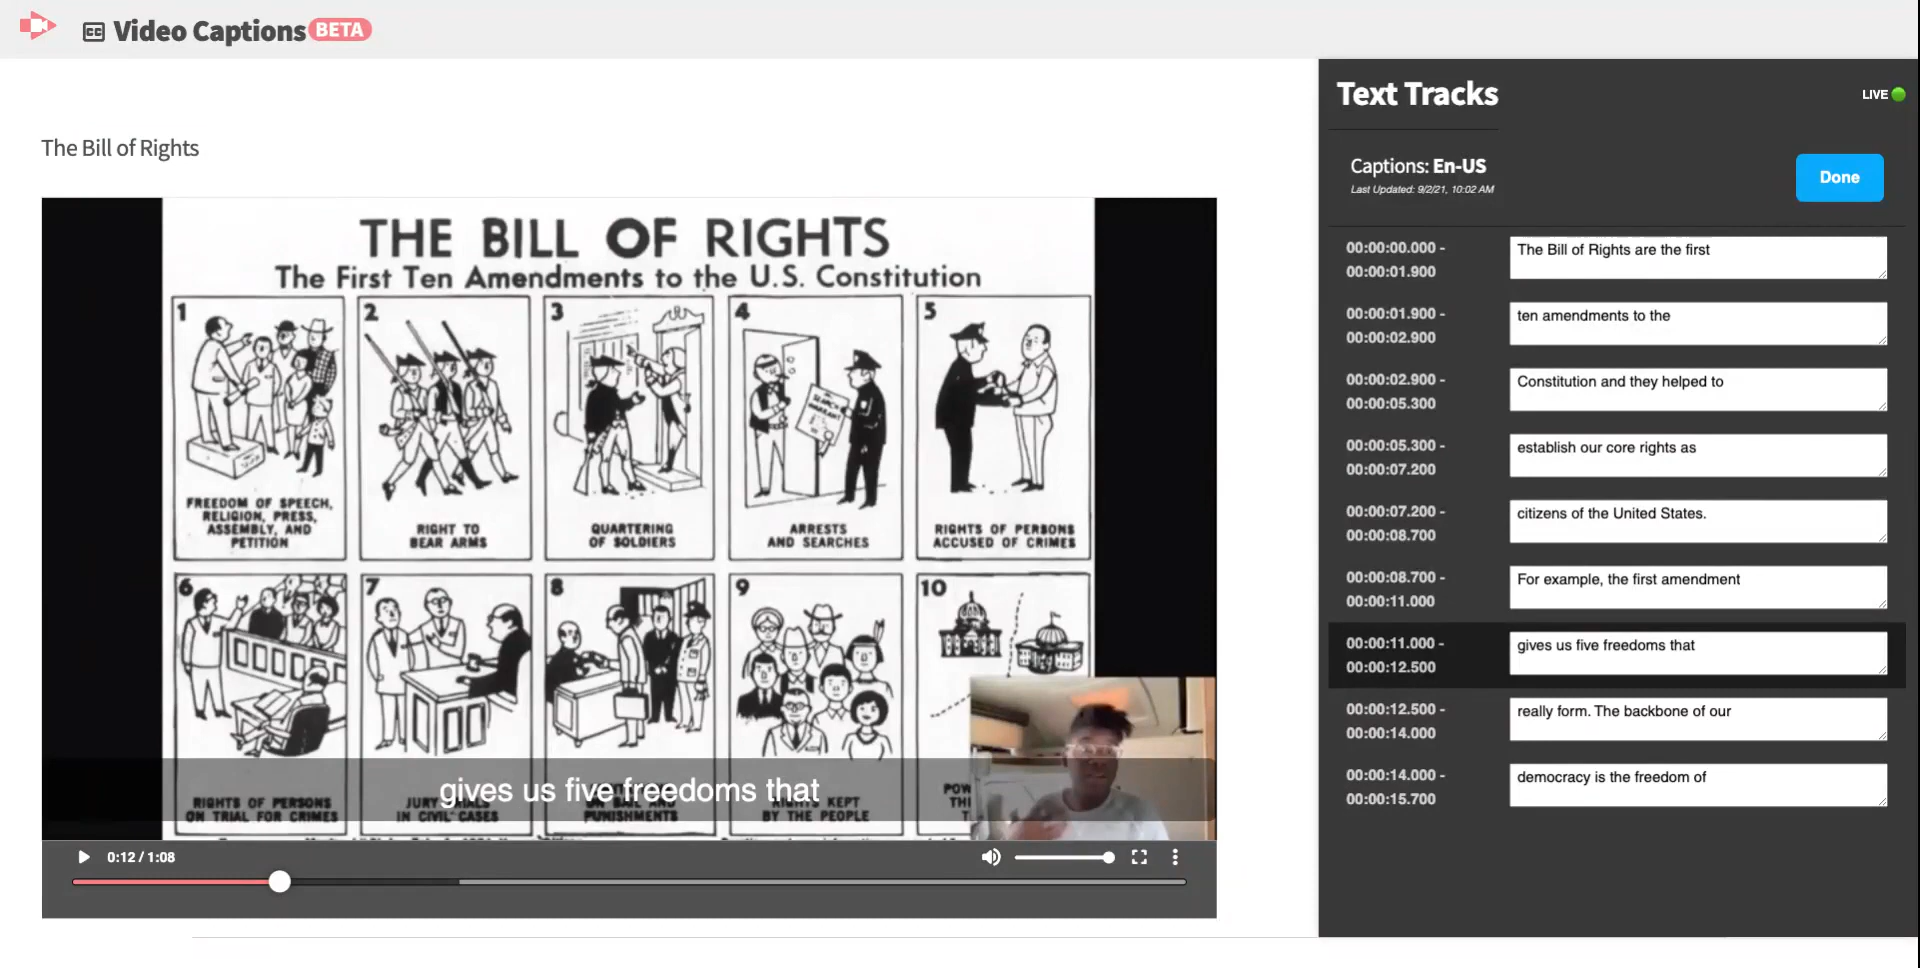 CC Video Captions BETA
The Bill of Rights
THE BILL OF RIGHTS
The First Ten Amendments to the U.S. Constitution
1
FREEDOM OF SPEECH,
RELIGION, PRESS,
ASSEMBLY, AND
PETITION
2
RIGHT TO
BEAR ARMS
3
QUARTERING
OF SOLDIERS
4
SEARCH
WARRANT
ARRESTS
AND SEARCHES
5
RIGHTS OF PERSONS
ACCUSED OF CRIMES
6
RIGHTS OF PERSONS
ON TRIAL FOR CRIMES
7
JURY TRIALS
IN CIVIL CASES
8
PUNISHMENTS
9
RIGHTS KEPT
BY THE PEOPLE
10
gives us five freedoms that
0:12 / 1:08
Text Tracks
LIVE
Captions: En-US
Last Updated: 9/2/21, 10:02 AM
Done
00:00:00.000 -
00:00:01.900
The Bill of Rights are the first
00:00:01.900 -
00:00:02.900
ten amendments to the
00:00:02.900 -
00:00:05.300
Constitution and they helped to
00:00:05.300 -
00:00:07.200
establish our core rights as
00:00:07.200 -
00:00:08.700
citizens of the United States.
00:00:08.700 -
00:00:11.000
For example, the first amendment
00:00:11.000 -
00:00:12.500
gives us five freedoms that
00:00:12.500 -
00:00:14.000
really form. The backbone of our
00:00:14.000 -
00:00:15.700
democracy is the freedom of